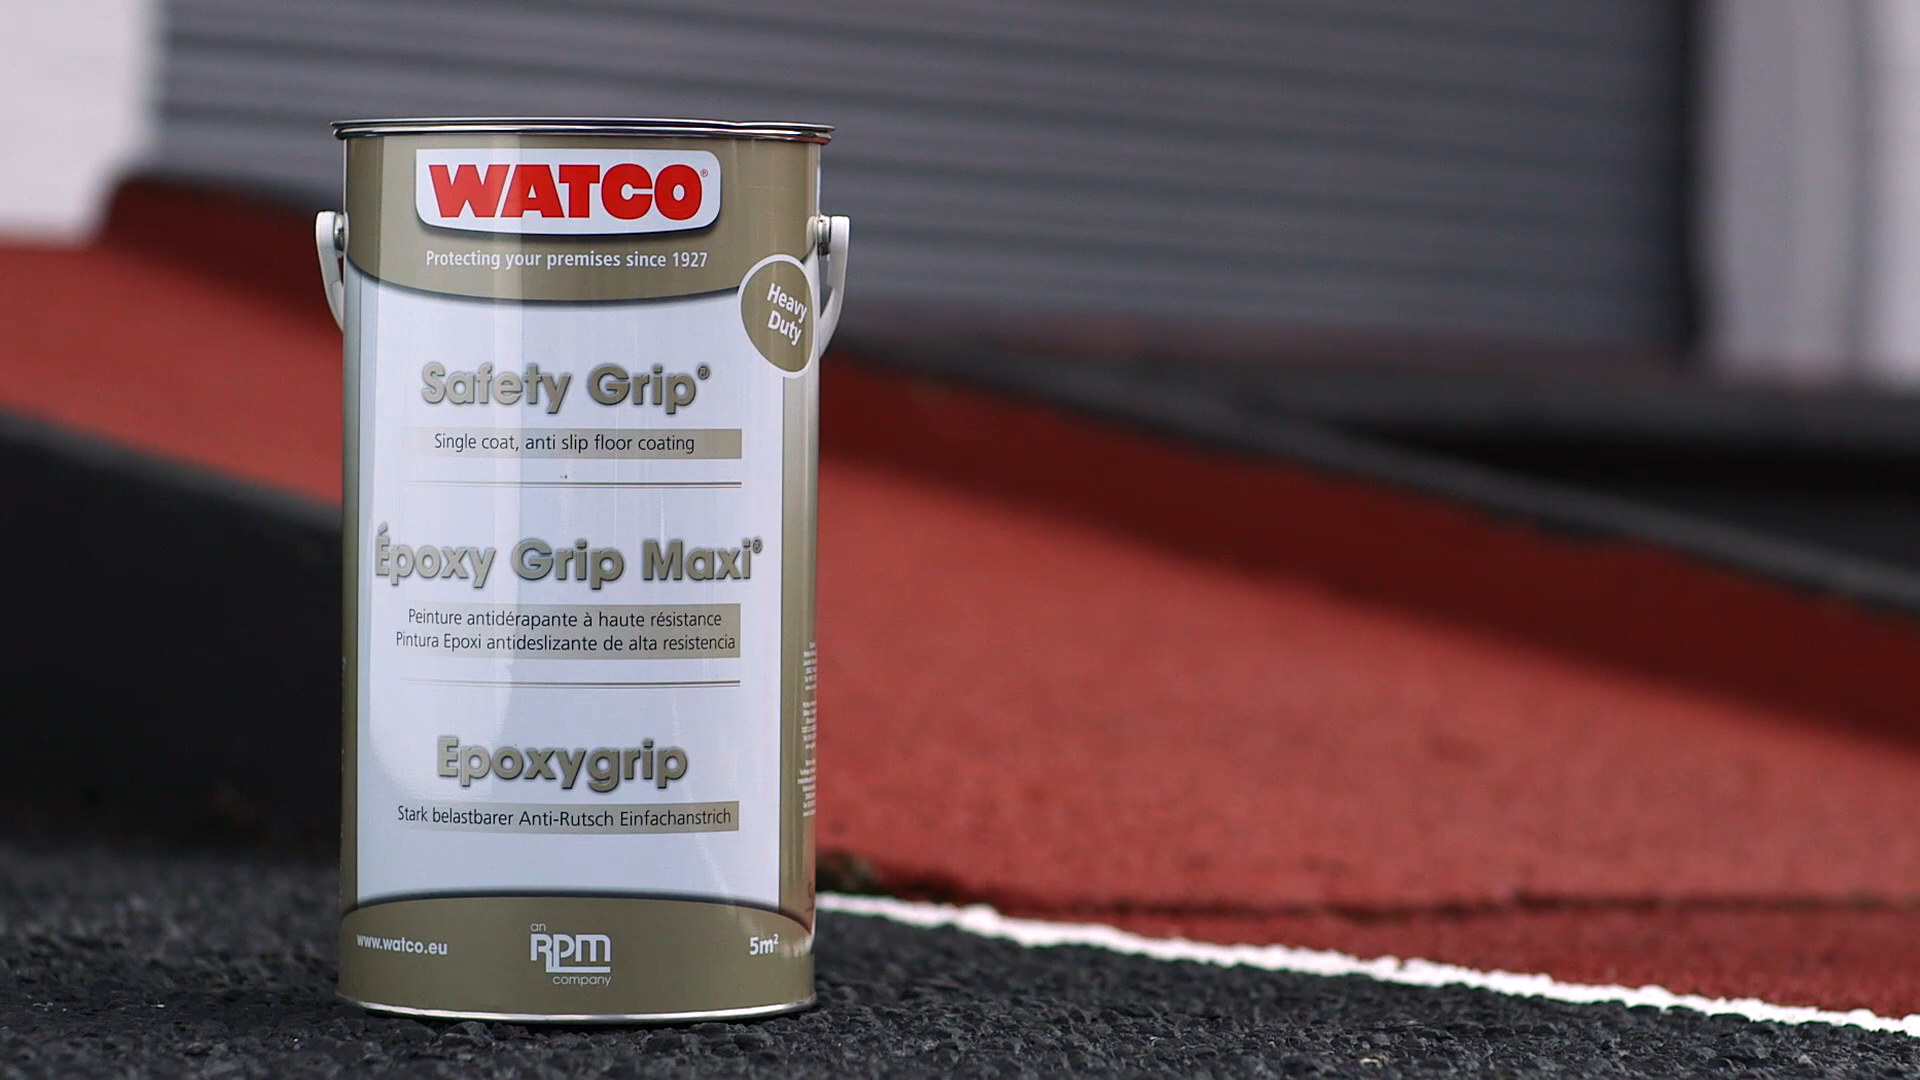 WATCO®
Protecting your premises since 1927
Heavy
Duty
Safety Grip®
Single coat, anti slip floor coating
Époxy Grip Maxi®
Peinture antidérapante à haute résistance
Pintura Epoxi antideslizante de alta resistencia
Epoxygrip
Stark belastbarer Anti-Rutsch Einfachanstrich
www.watco.eu
an
RPM
company
5m²